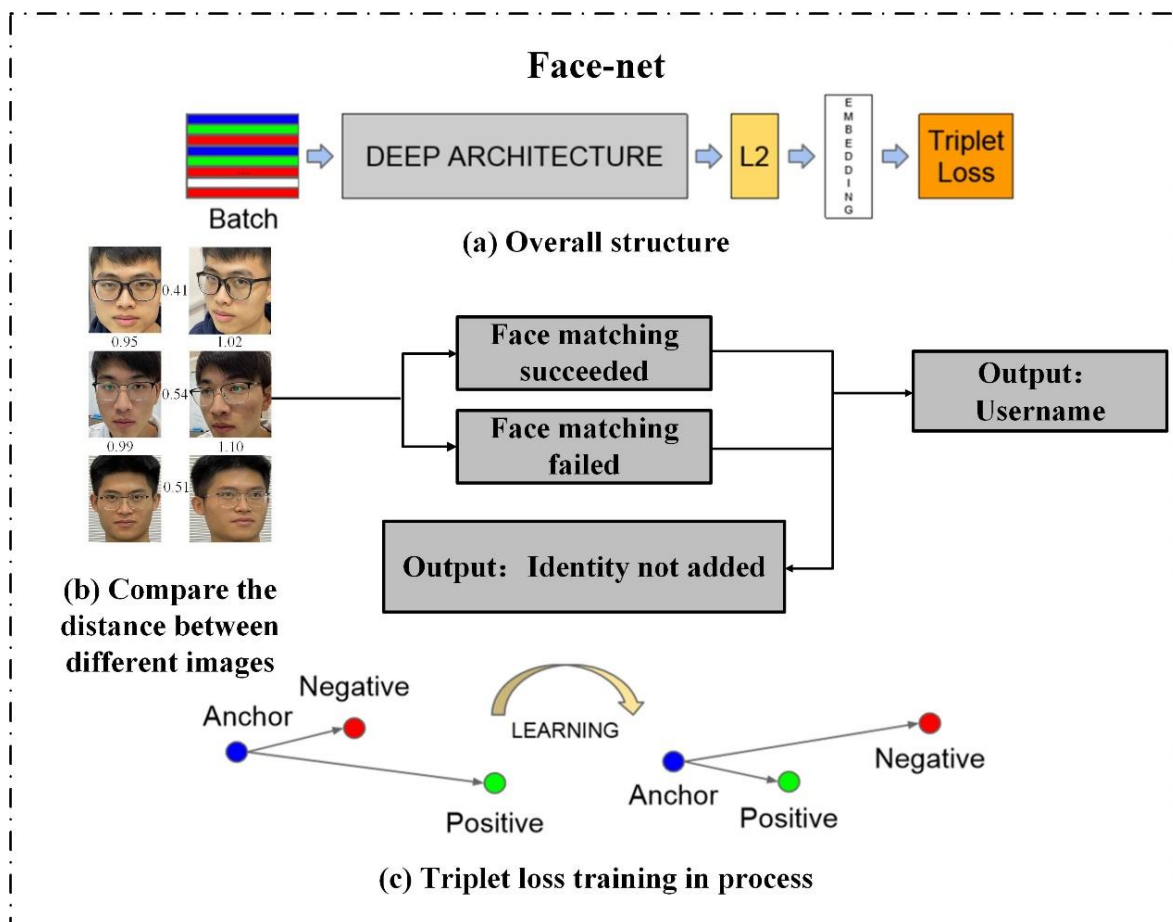 Face-net
DEEP ARCHITECTURE
L2
EMBEDDING
Triplet
Loss
Batch
(a) Overall structure
0.41
0.95
1.02
0.54
0.99
1.10
0.51
(b) Compare the
distance between
different images
Face matching
succeeded
Face matching
failed
Output:
Username
Output: Identity not added
Negative
Anchor
Positive
LEARNING
Negative
Anchor
Positive
(c) Triplet loss training in process